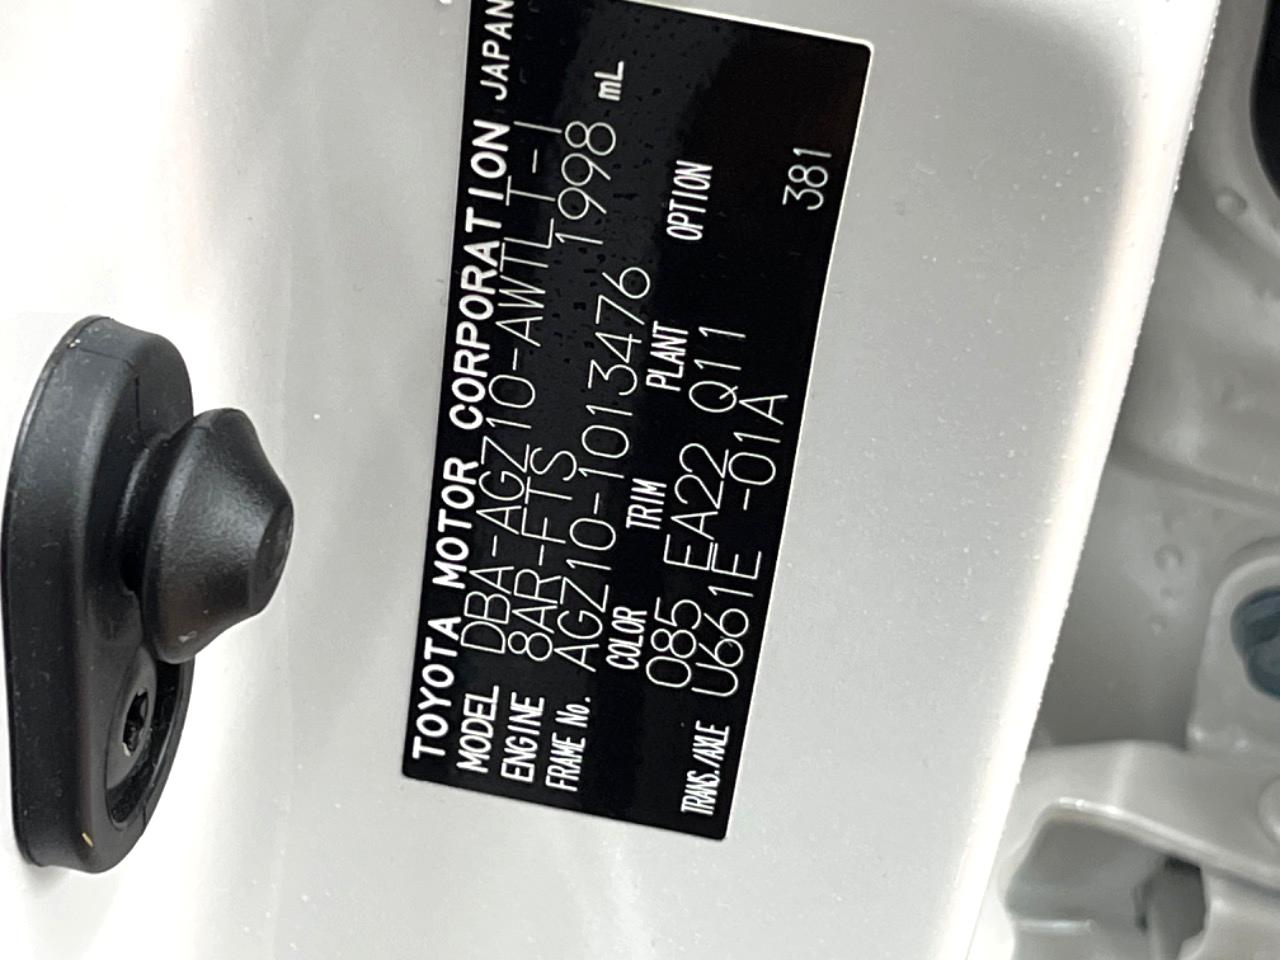 TOYOTA MOTOR CORPORATION JAPAN
MODEL DBA-AGZ10-AWTLT-I
ENGINE 8AR-FTS 1998 mL
FRAME No. AGZ10-1013476
COLOR TRIM PLANT OPTION
085 EA22 Q11
TRANS./AXLE U661E -01A 381